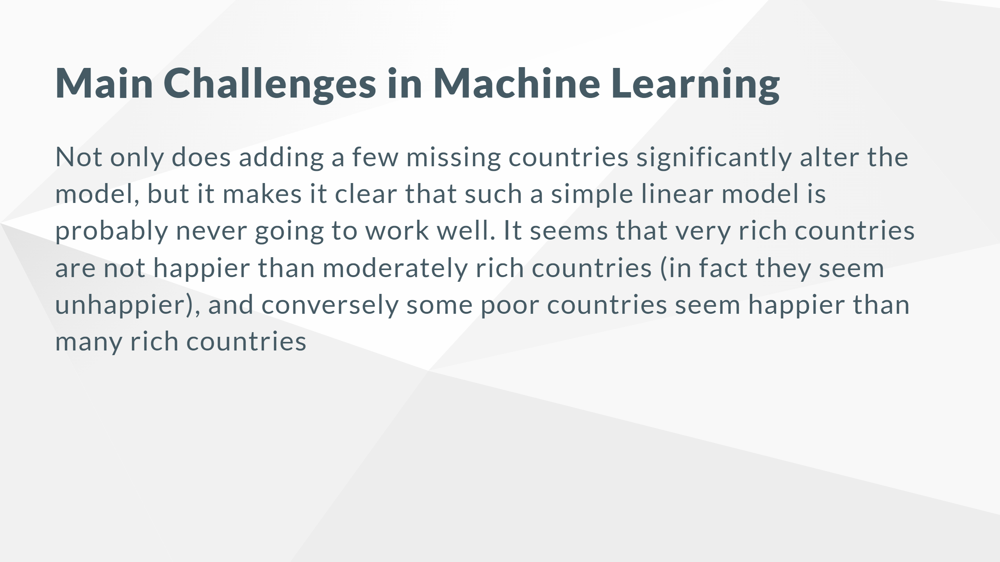 Main Challenges in Machine Learning
Not only does adding a few missing countries significantly alter the
model, but it makes it clear that such a simple linear model is
probably never going to work well. It seems that very rich countries
are not happier than moderately rich countries (in fact they seem
unhappier), and conversely some poor countries seem happier than
many rich countries